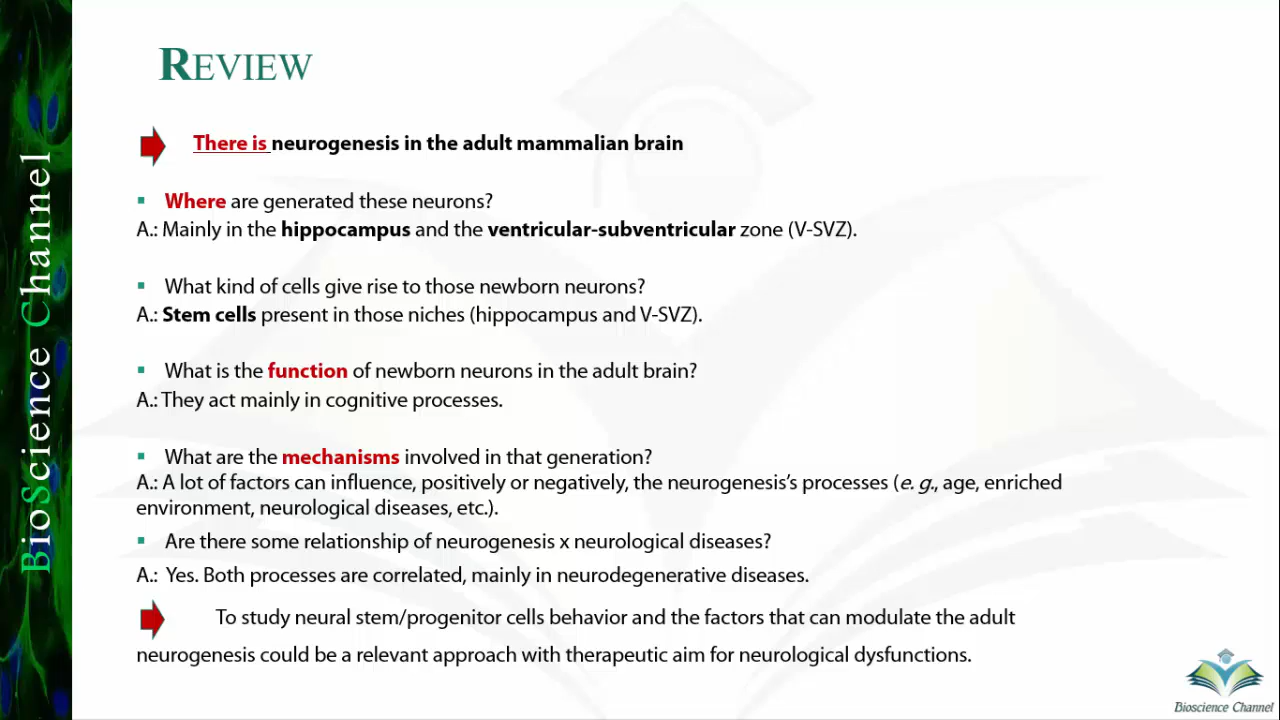 BioScience Channel
REVIEW
There is neurogenesis in the adult mammalian brain
▪ Where are generated these neurons?
A.: Mainly in the hippocampus and the ventricular-subventricular zone (V-SVZ).
▪ What kind of cells give rise to those newborn neurons?
A.: Stem cells present in those niches (hippocampus and V-SVZ).
▪ What is the function of newborn neurons in the adult brain?
A.: They act mainly in cognitive processes.
▪ What are the mechanisms involved in that generation?
A.: A lot of factors can influence, positively or negatively, the neurogenesis's processes (e. g., age, enriched
environment, neurological diseases, etc.).
▪ Are there some relationship of neurogenesis x neurological diseases?
A.: Yes. Both processes are correlated, mainly in neurodegenerative diseases.
To study neural stem/progenitor cells behavior and the factors that can modulate the adult
neurogenesis could be a relevant approach with therapeutic aim for neurological dysfunctions.
Bioscience Channel